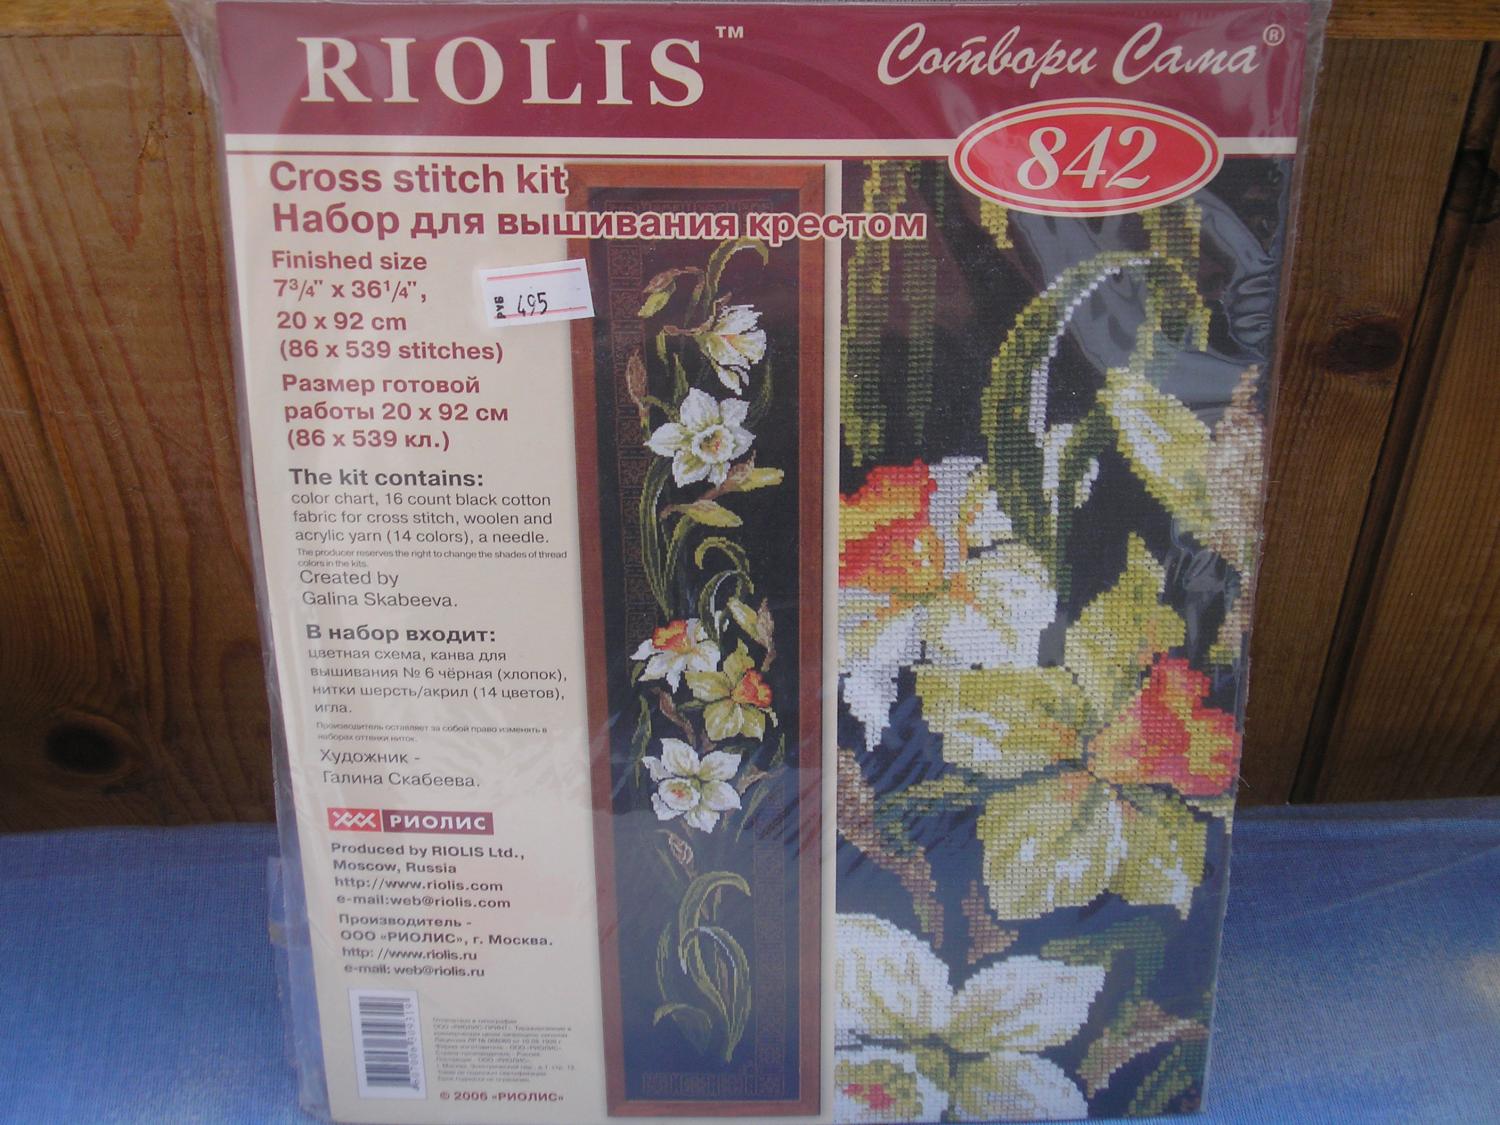 RIOLIS™
Сотвори Сама®
842
Cross stitch kit
Набор для вышивания крестом
Finished size
7 3/4" x 36 1/4",
20 x 92 cm
(86 x 539 stitches)
РУБ 495
Размер готовой
работы 20 x 92 см
(86 x 539 кл.)
The kit contains:
color chart, 16 count black cotton
fabric for cross stitch, woolen and
acrylic yarn (14 colors), a needle.
The producer reserves the right to change the shades of thread
colors in the kits.
Created by
Galina Skabeeva.
В набор входит:
цветная схема, канва для
вышивания № 6 чёрная (хлопок),
нитки шерсть/акрил (14 цветов),
игла.
Производитель оставляет за собой право изменять в
наборах оттенки ниток.
Художник -
Галина Скабеева.
РИОЛИС
Produced by RIOLIS Ltd.,
Moscow, Russia
http://www.riolis.com
e-mail:web@riolis.com
Производитель -
ООО «РИОЛИС», г. Москва.
http: //www.riolis.ru
e-mail: web@riolis.ru
© 2006 «РИОЛИС»